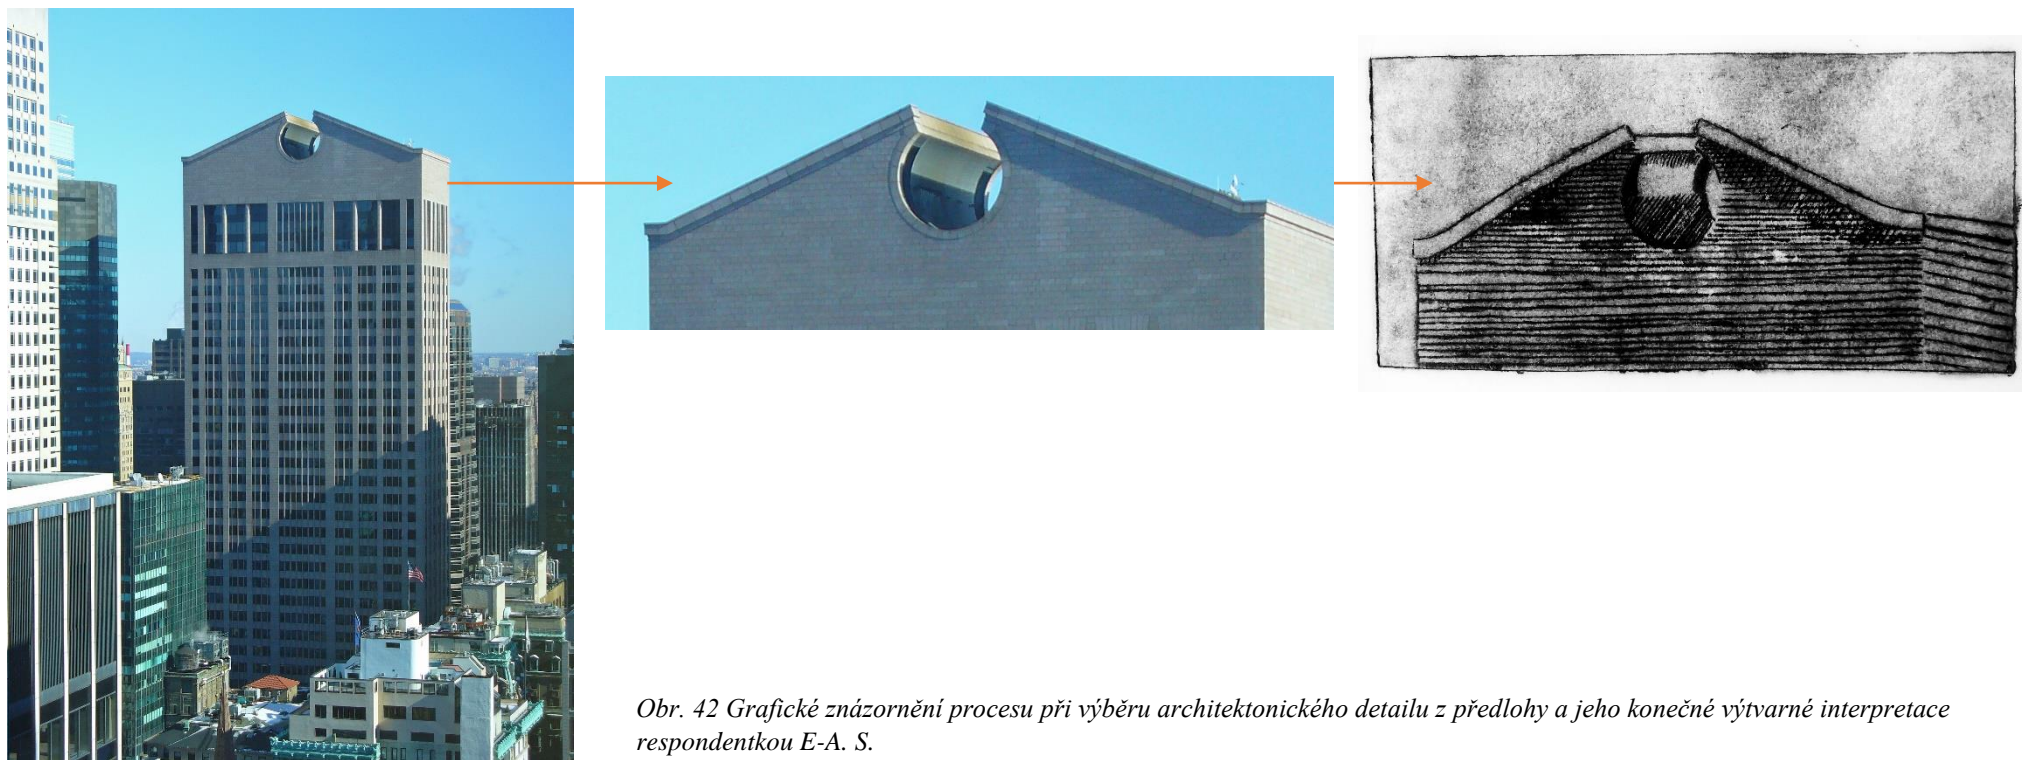 Obr. 42 Grafické znázornění procesu při výběru architektonického detailu z předlohy a jeho konečné výtvarné interpretace
respondentkou E-A. S.